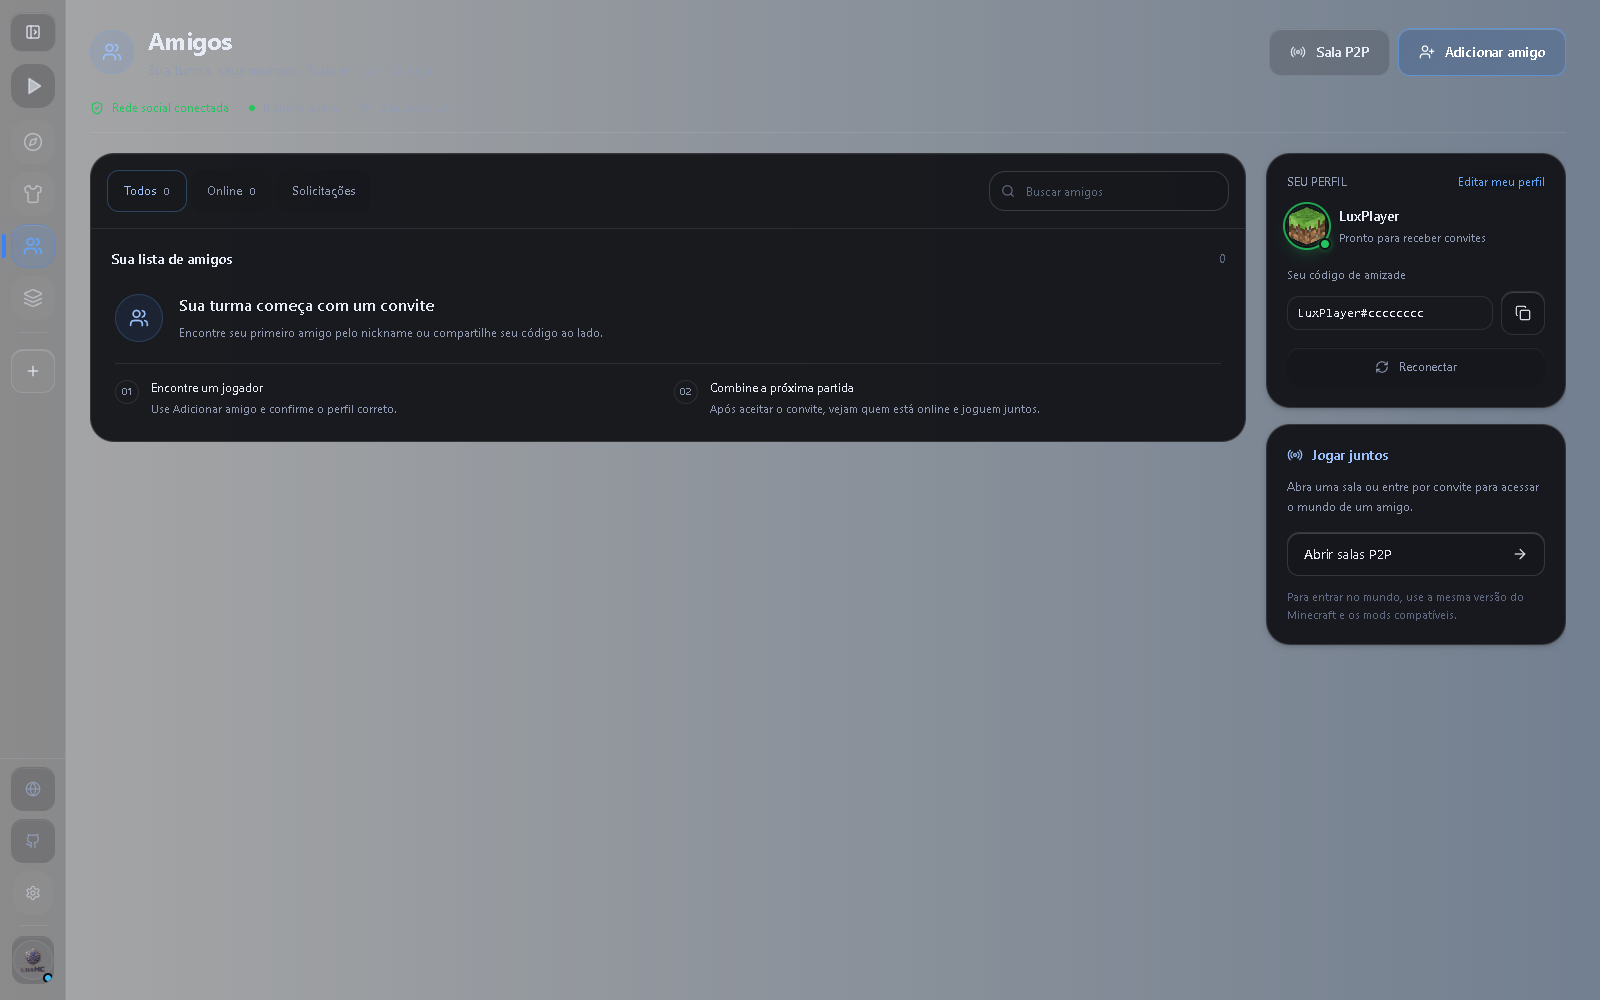 Amigos
Sala P2P
Adicionar amigo
Rede social conectada
Todos 0
Online 0
Solicitações
Buscar amigos
Sua lista de amigos
0
Sua turma começa com um convite
Encontre seu primeiro amigo pelo nickname ou compartilhe seu código ao lado.
01
Encontre um jogador
Use Adicionar amigo e confirme o perfil correto.
02
Combine a próxima partida
Após aceitar o convite, vejam quem está online e joguem juntos.
SEU PERFIL
Editar meu perfil
LuxPlayer
Pronto para receber convites
Seu código de amizade
LuxPlayer#cccccccc
Reconectar
Jogar juntos
Abra uma sala ou entre por convite para acessar
o mundo de um amigo.
Abrir salas P2P
Para entrar no mundo, use a mesma versão do
Minecraft e os mods compatíveis.